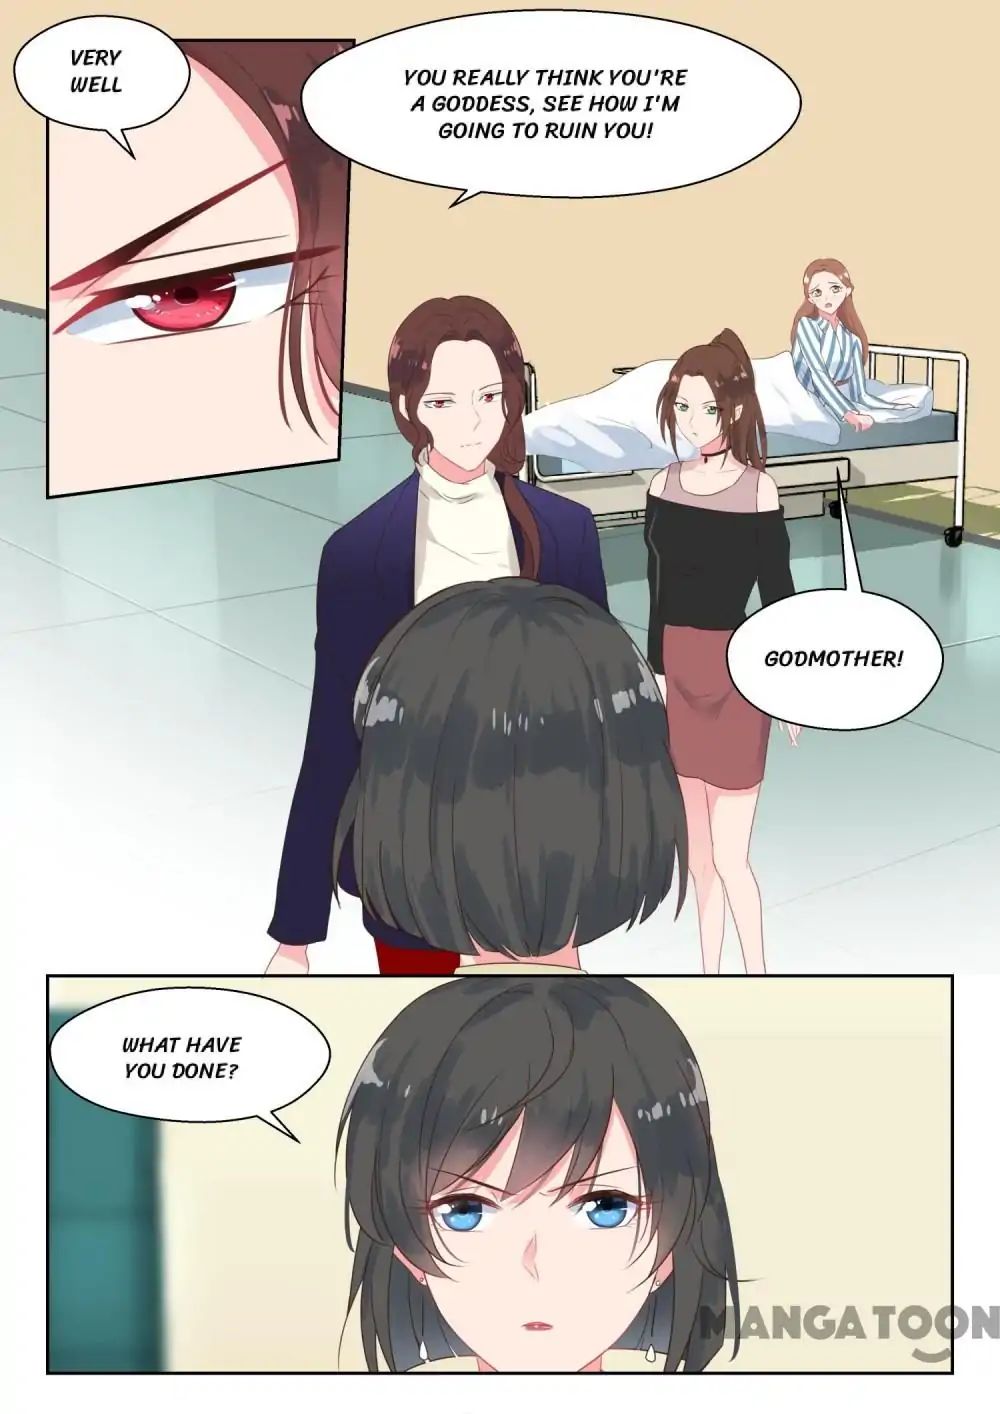 VERY
WELL
YOU REALLY THINK YOU'RE
A GODDESS, SEE HOW I'M
GOING TO RUIN YOU!
GODMOTHER!
WHAT HAVE
YOU DONE?
MANGATOON